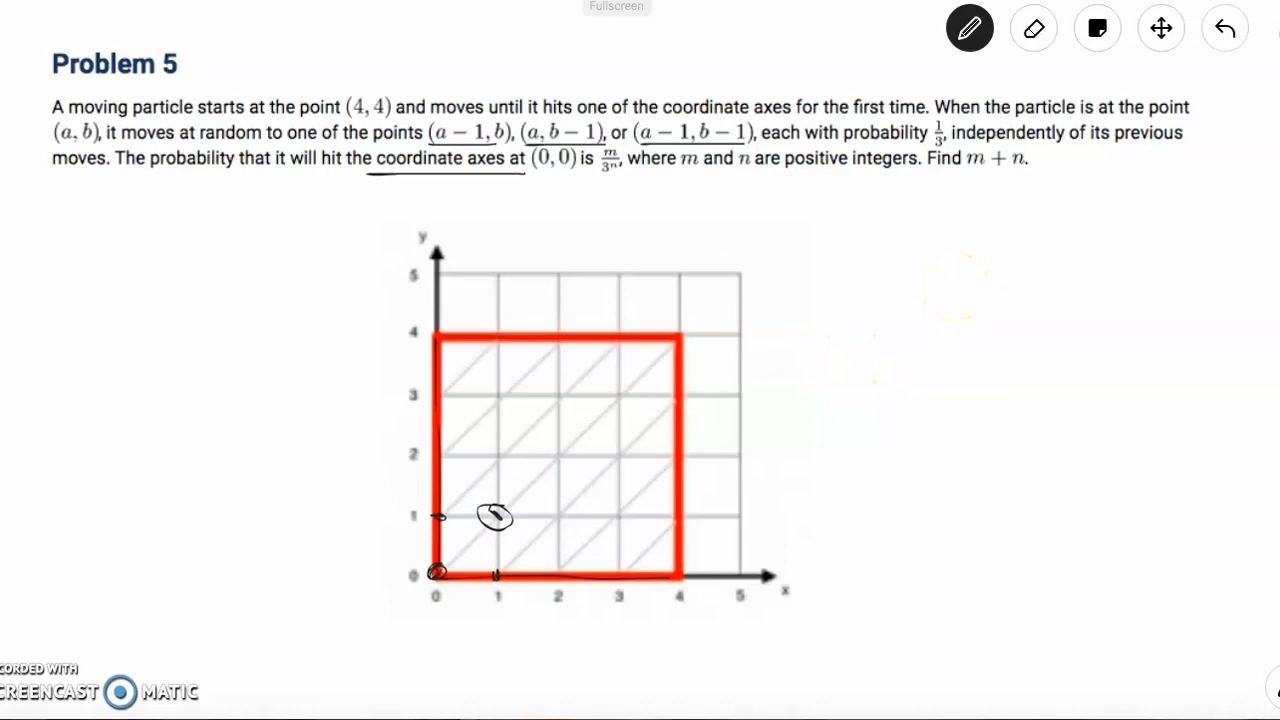 Fullscreen
Problem 5
A moving particle starts at the point (4, 4) and moves until it hits one of the coordinate axes for the first time. When the particle is at the point
(a, b), it moves at random to one of the points (a − 1, b), (a, b − 1), or (a − 1, b − 1), each with probability 1/3, independently of its previous
moves. The probability that it will hit the coordinate axes at (0, 0) is m/3ⁿ, where m and n are positive integers. Find m + n.
y
5
4
3
2
1
0
0 1 2 3 4 5 x
CORDED WITH
CREENCAST MATIC